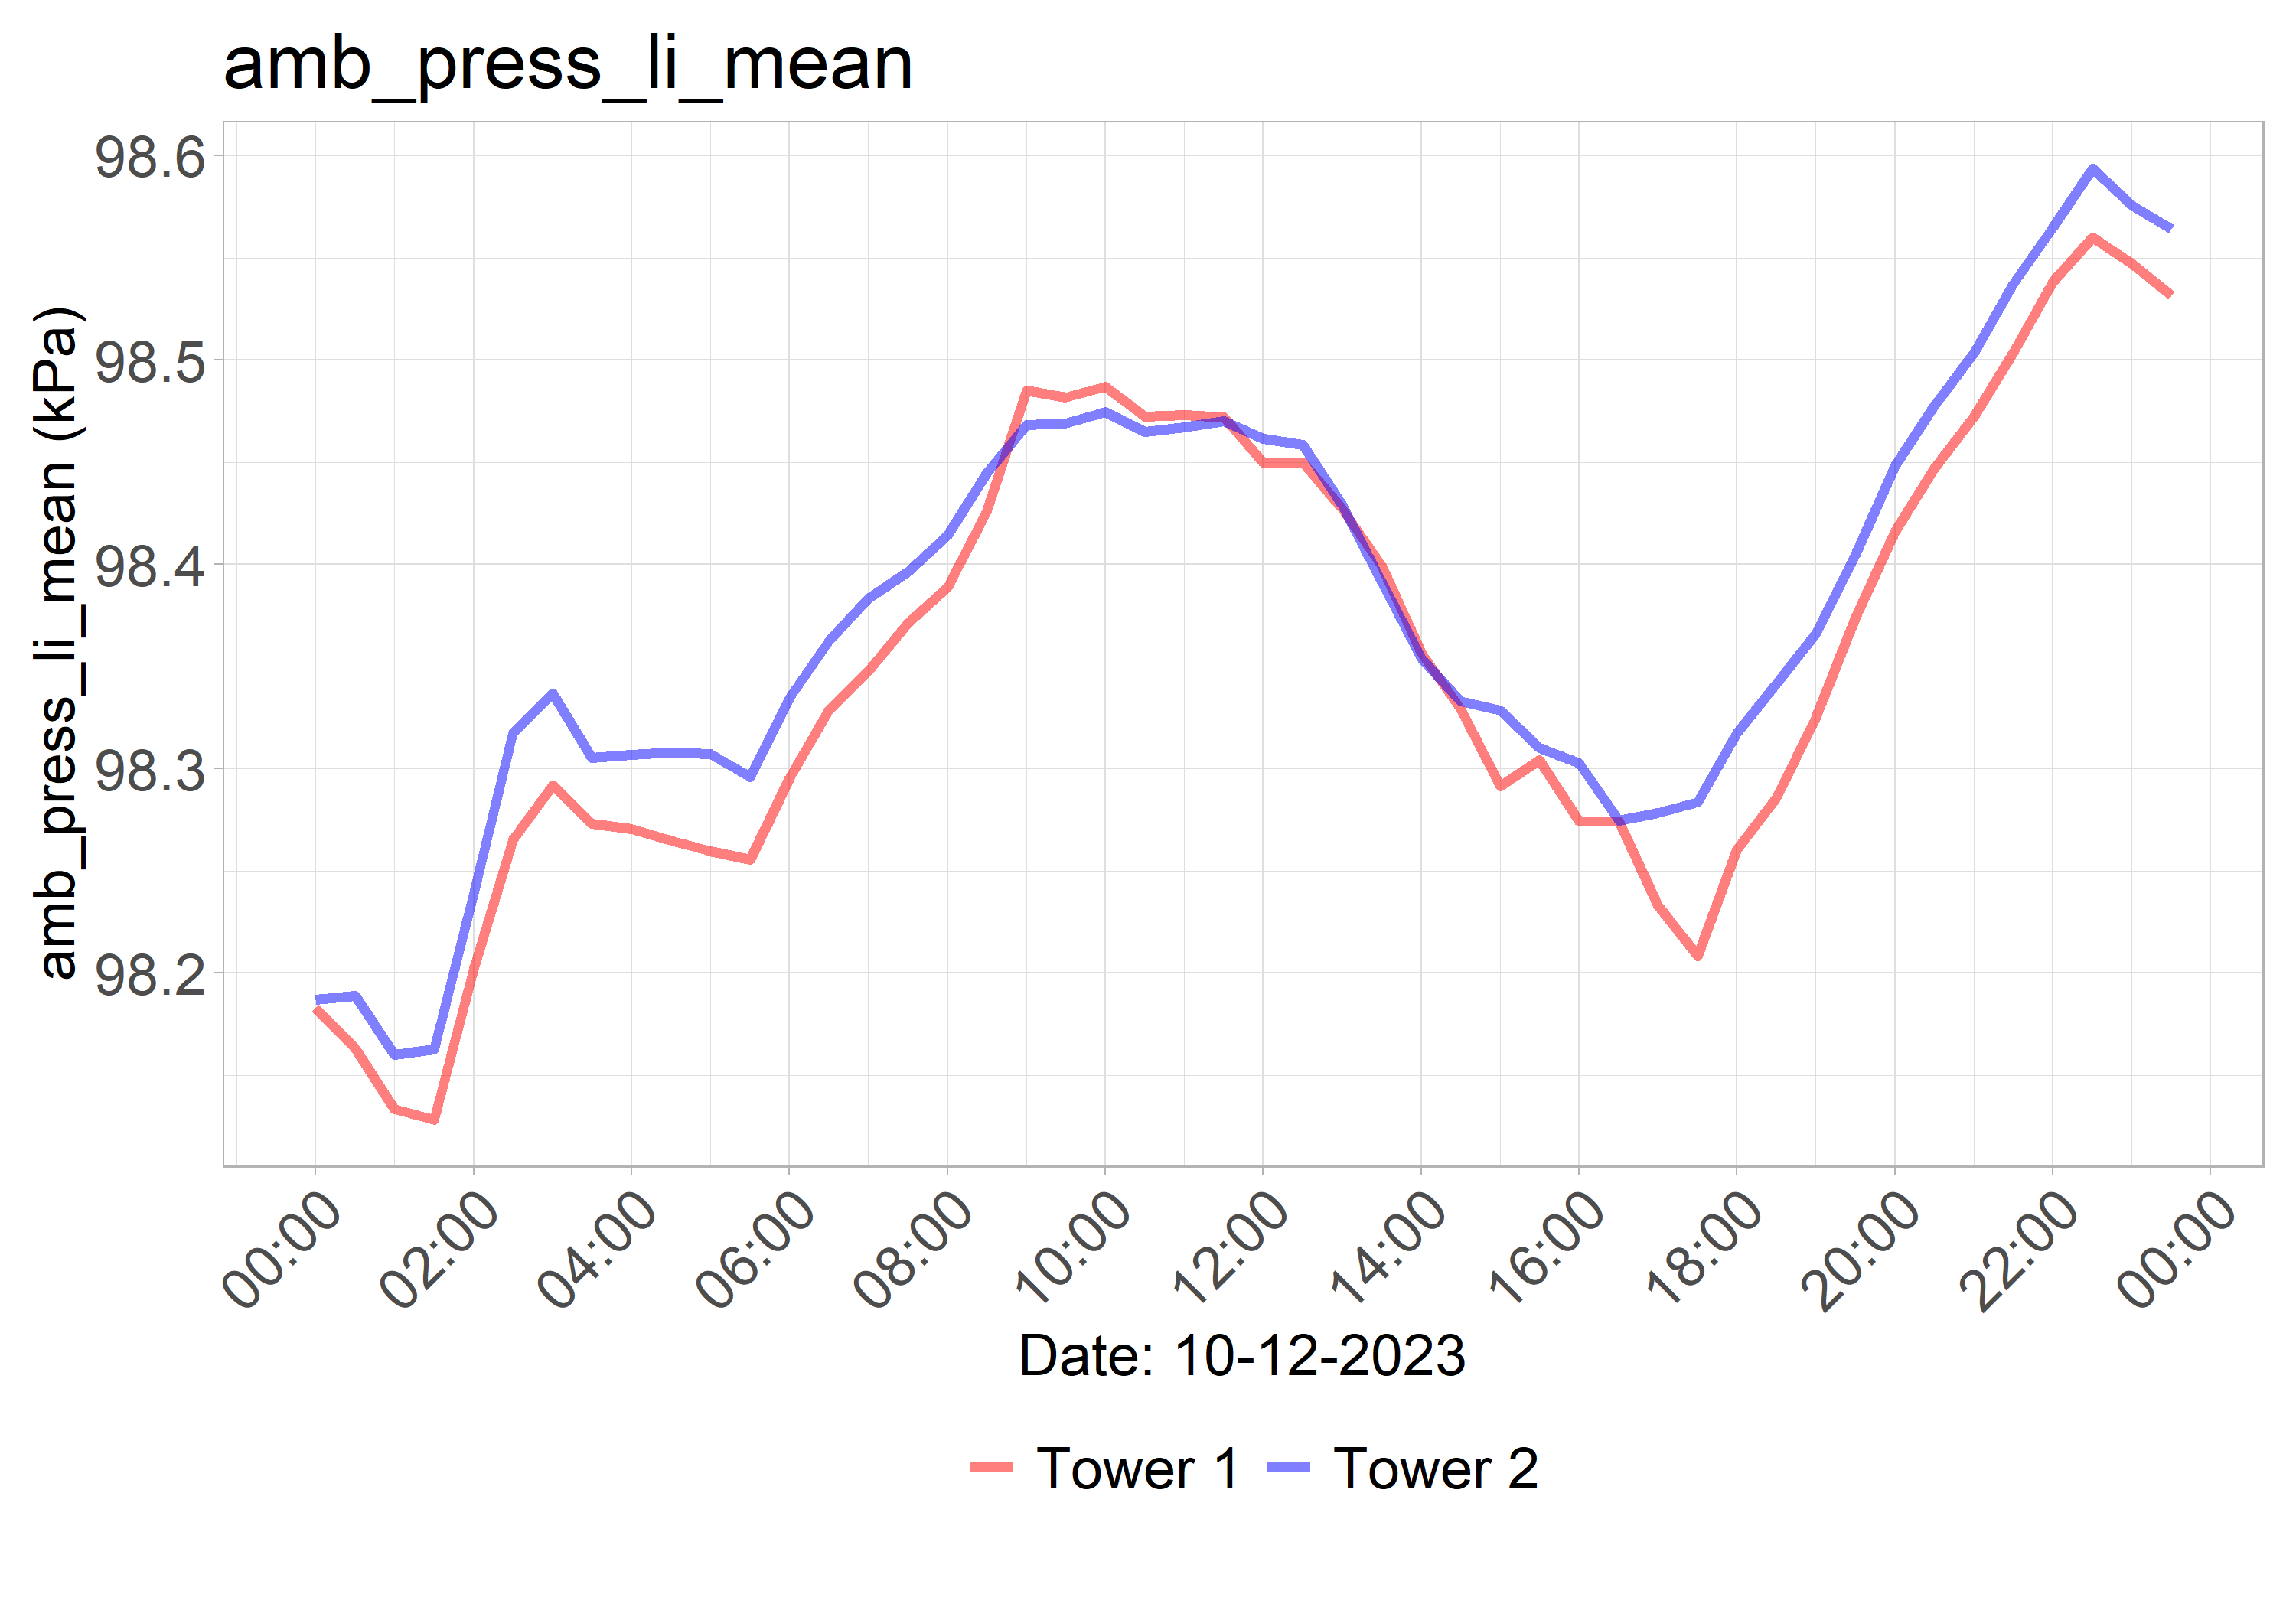 amb_press_li_mean
amb_press_li_mean (kPa)
98.6
98.5
98.4
98.3
98.2
00:00 02:00 04:00 06:00 08:00 10:00 12:00 14:00 16:00 18:00 20:00 22:00 00:00
Date: 10-12-2023
Tower 1 Tower 2